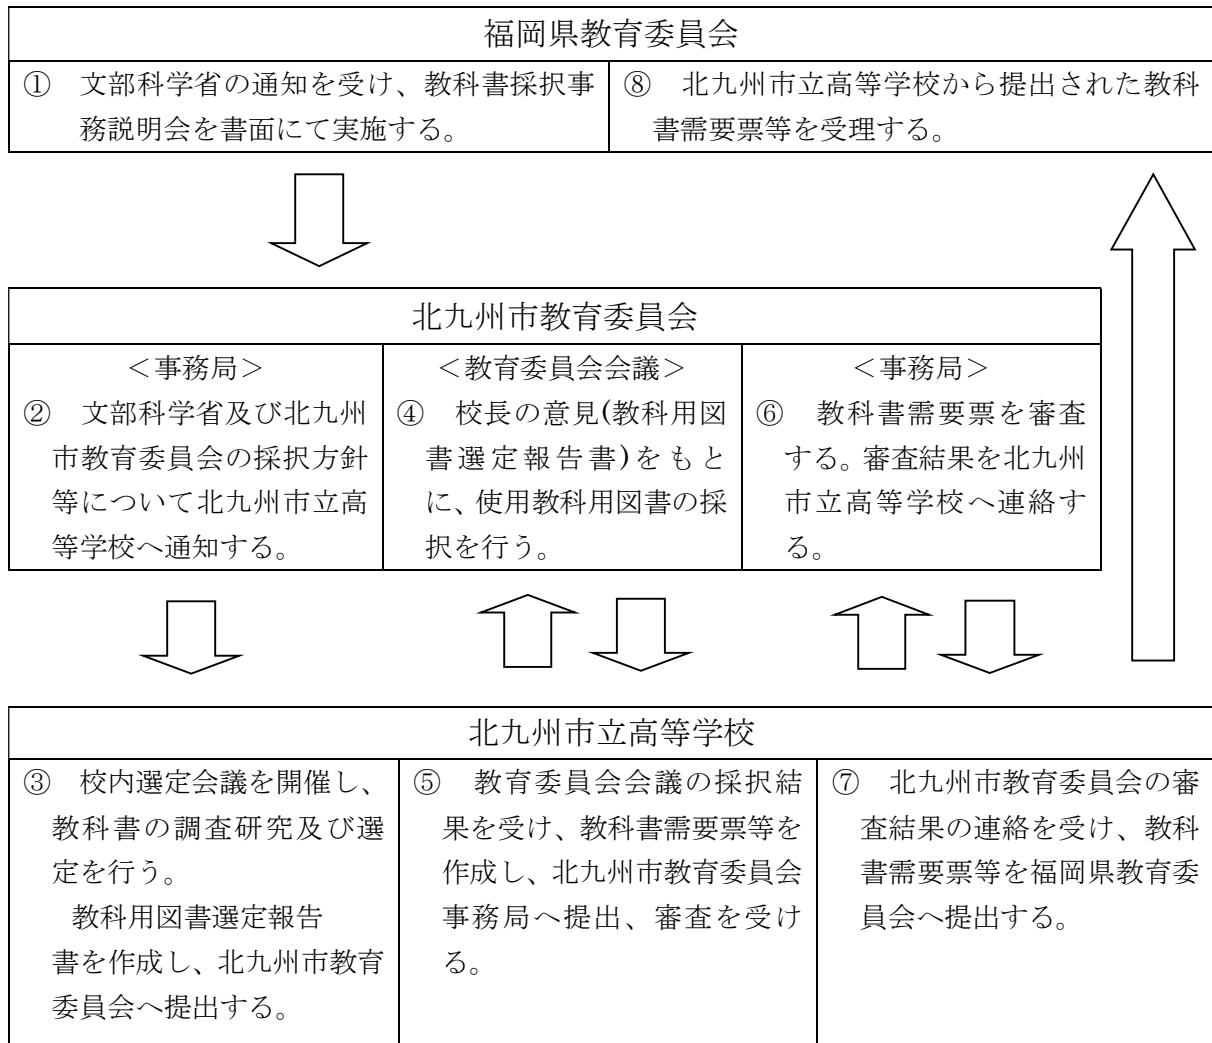 福岡県教育委員会
① 文部科学省の通知を受け、教科書採択事
務説明会を書面にて実施する。
⑧ 北九州市立高等学校から提出された教科
書需要票等を受理する。
北九州市教育委員会
＜事務局＞
② 文部科学省及び北九州
市教育委員会の採択方針
等について北九州市立高
等学校へ通知する。
＜教育委員会会議＞
④ 校長の意見(教科用図
書選定報告書)をもと
に、使用教科用図書の採
択を行う。
＜事務局＞
⑥ 教科書需要票を審査
する。審査結果を北九州
市立高等学校へ連絡す
る。
北九州市立高等学校
③ 校内選定会議を開催し、
教科書の調査研究及び選
定を行う。
教科用図書選定報告
書を作成し、北九州市教育
委員会へ提出する。
⑤ 教育委員会会議の採択結
果を受け、教科書需要票等を
作成し、北九州市教育委員会
事務局へ提出、審査を受け
る。
⑦ 北九州市教育委員会の審
査結果の連絡を受け、教科
書需要票等を福岡県教育委
員会へ提出する。